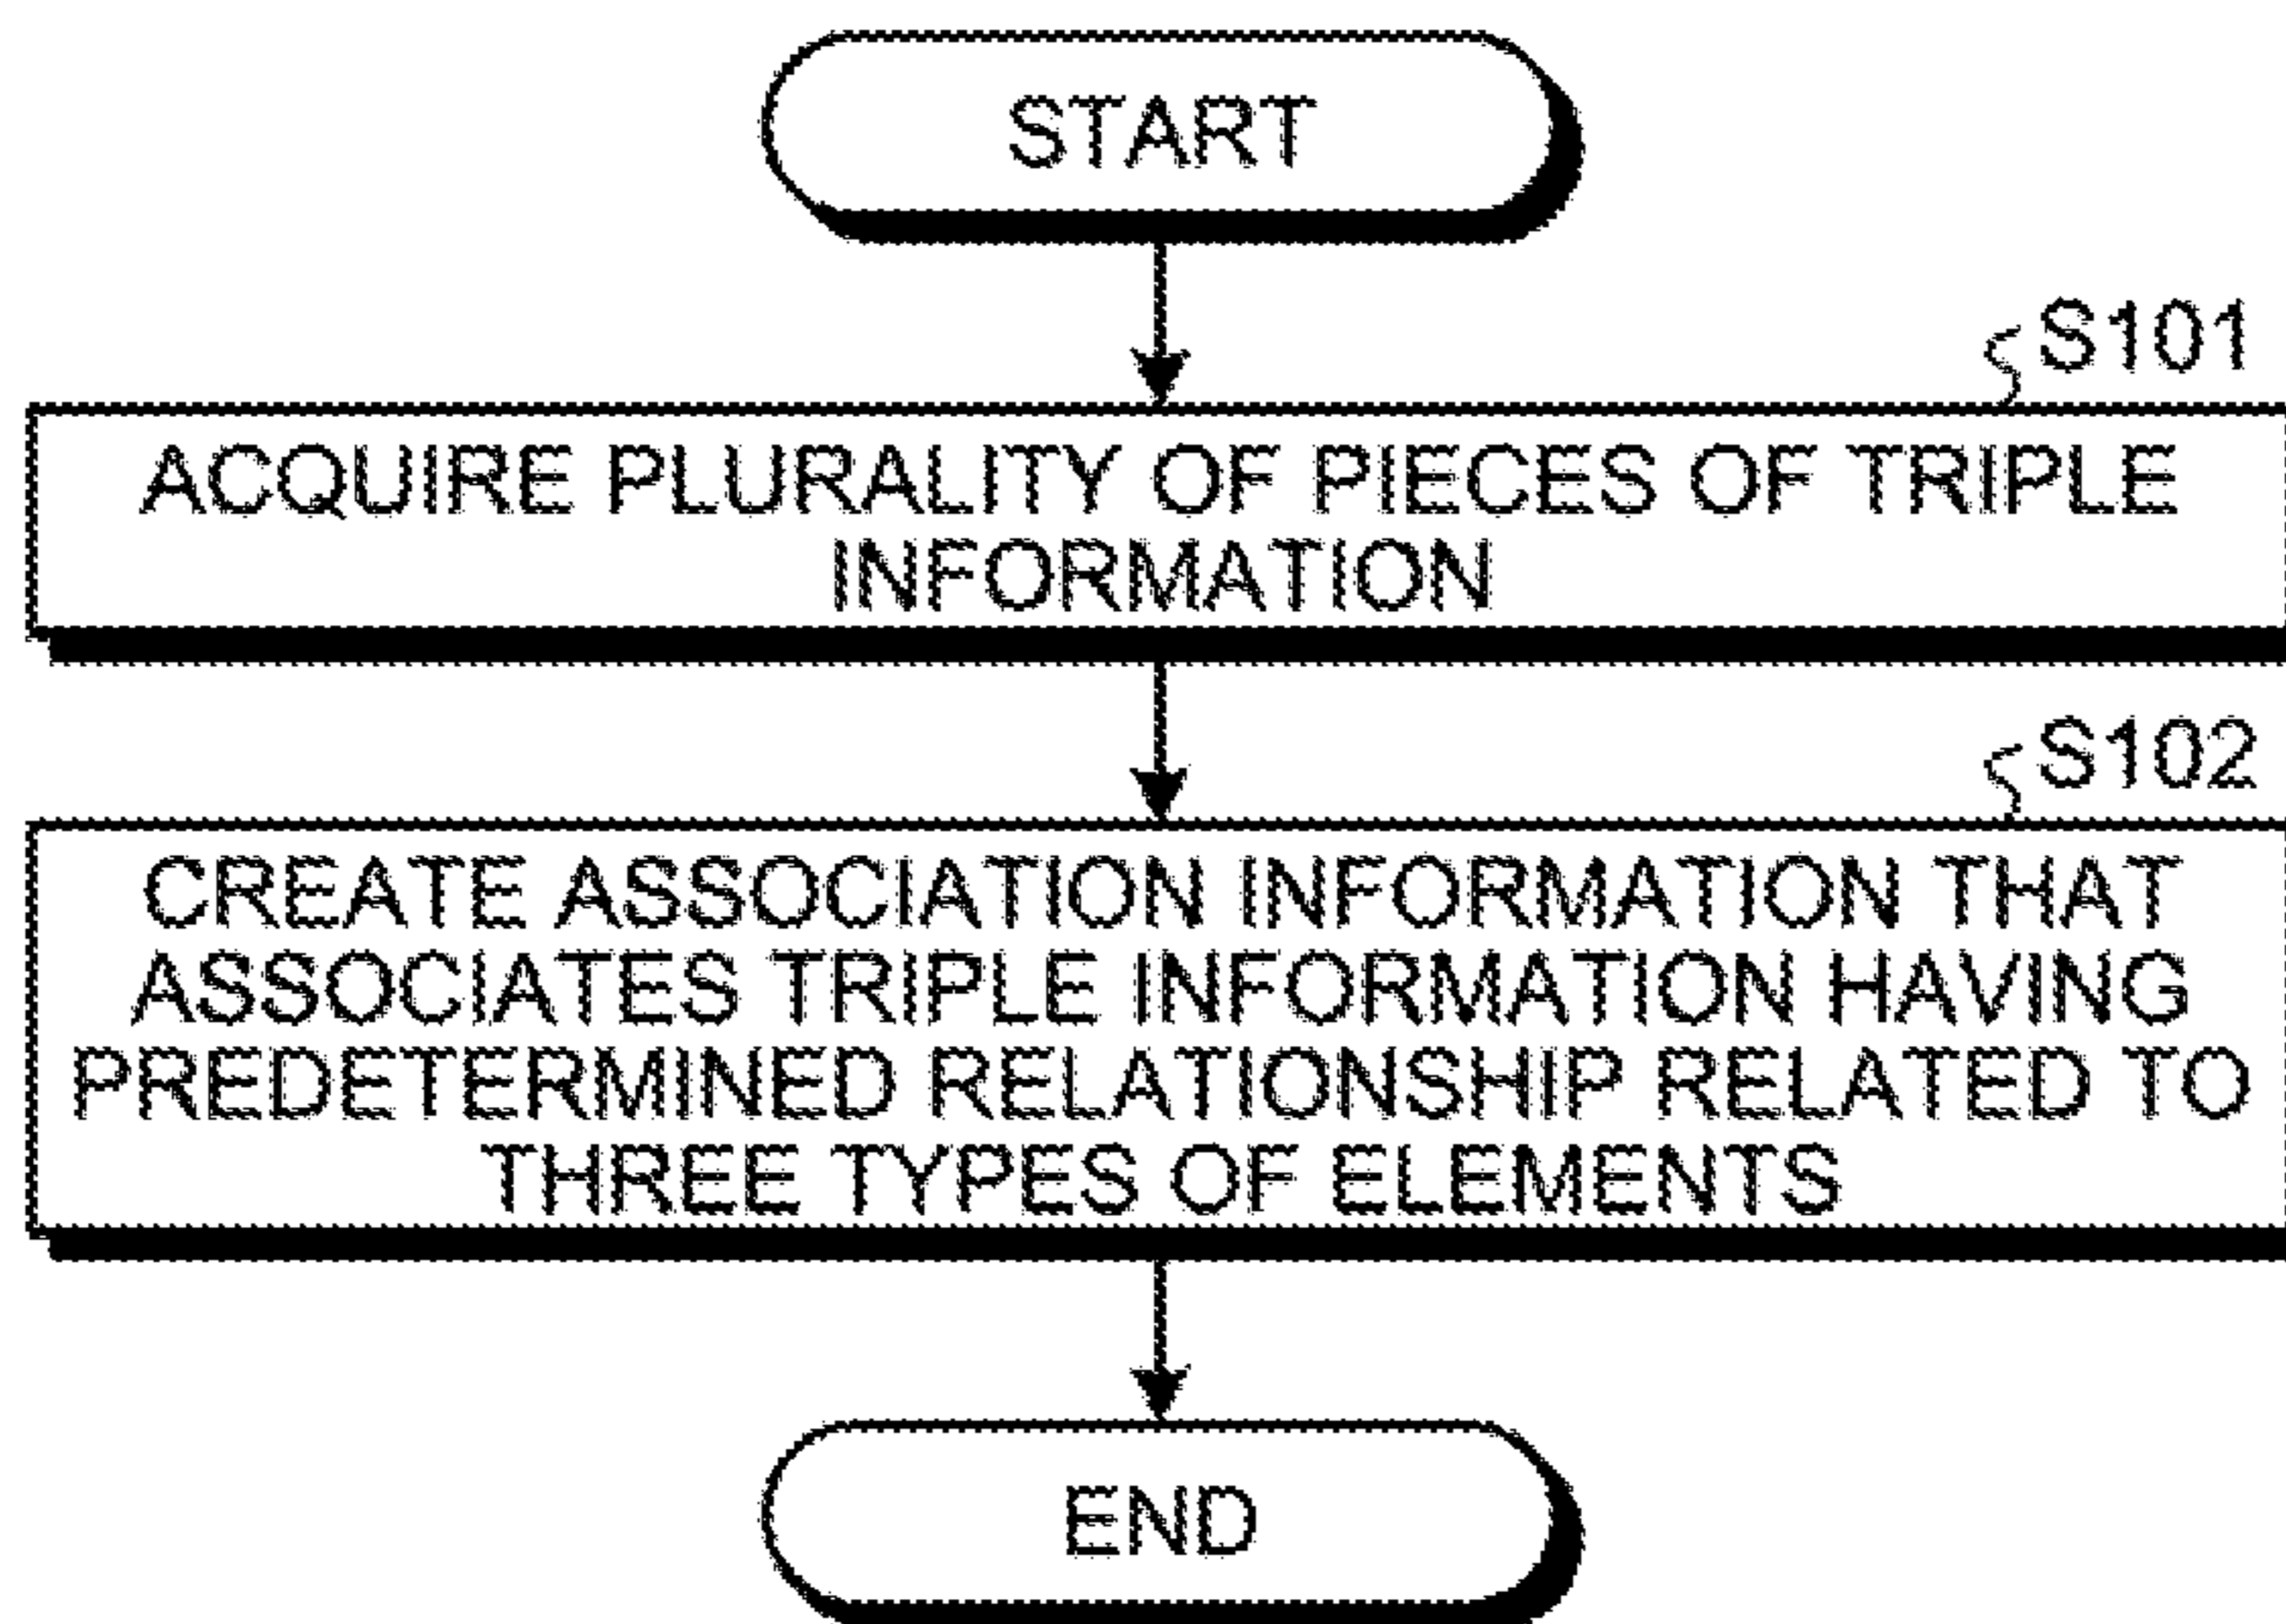 START
S101
ACQUIRE PLURALITY OF PIECES OF TRIPLE
INFORMATION
S102
CREATE ASSOCIATION INFORMATION THAT
ASSOCIATES TRIPLE INFORMATION HAVING
PREDETERMINED RELATIONSHIP RELATED TO
THREE TYPES OF ELEMENTS
END